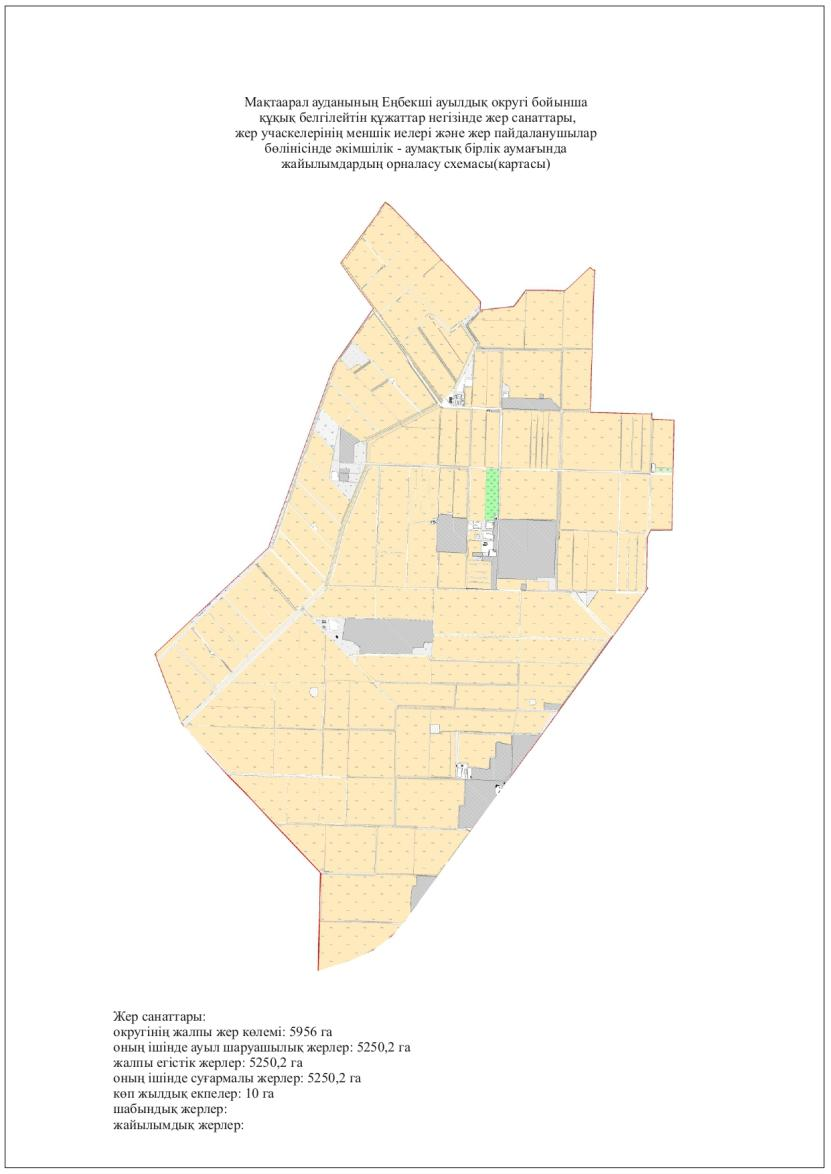 Мақтаарал ауданының Еңбекші ауылдық округі бойынша
құқық белгілейтін құжаттар негізінде жер санаттары,
жер учаскелерінің меншік иелері және жер пайдаланушылар
бөлінісінде әкімшілік - аумақтық бірлік аумағында
жайылымдардың орналасу схемасы(картасы)
Жер санаттары:
округінің жалпы жер көлемі: 5956 га
оның ішінде ауыл шаруашылық жерлер: 5250,2 га
жалпы егістік жерлер: 5250,2 га
оның ішінде суғармалы жерлер: 5250,2 га
көп жылдық екпелер: 10 га
шабындық жерлер:
жайылымдық жерлер: